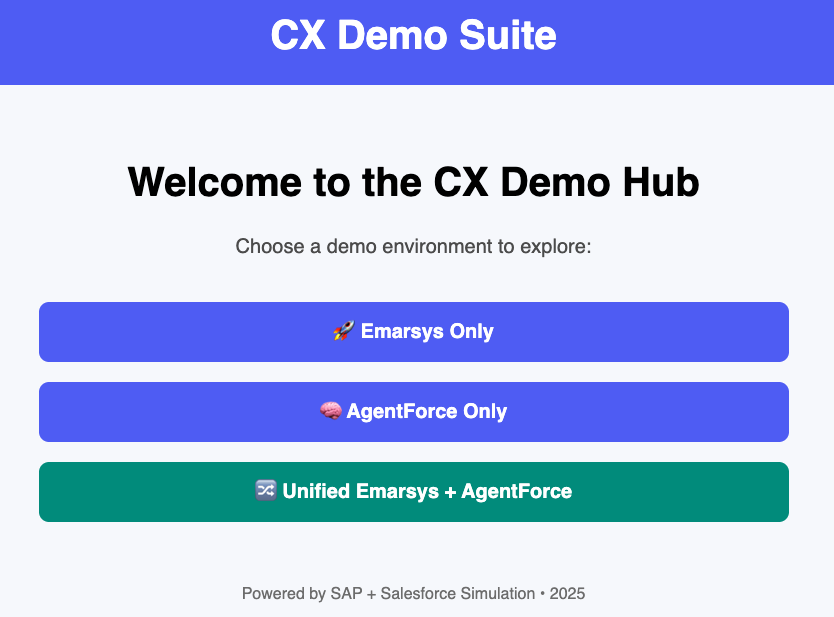 CX Demo Suite
Welcome to the CX Demo Hub
Choose a demo environment to explore:
🚀 Emarsys Only
🧠 AgentForce Only
🔀 Unified Emarsys + AgentForce
Powered by SAP + Salesforce Simulation • 2025